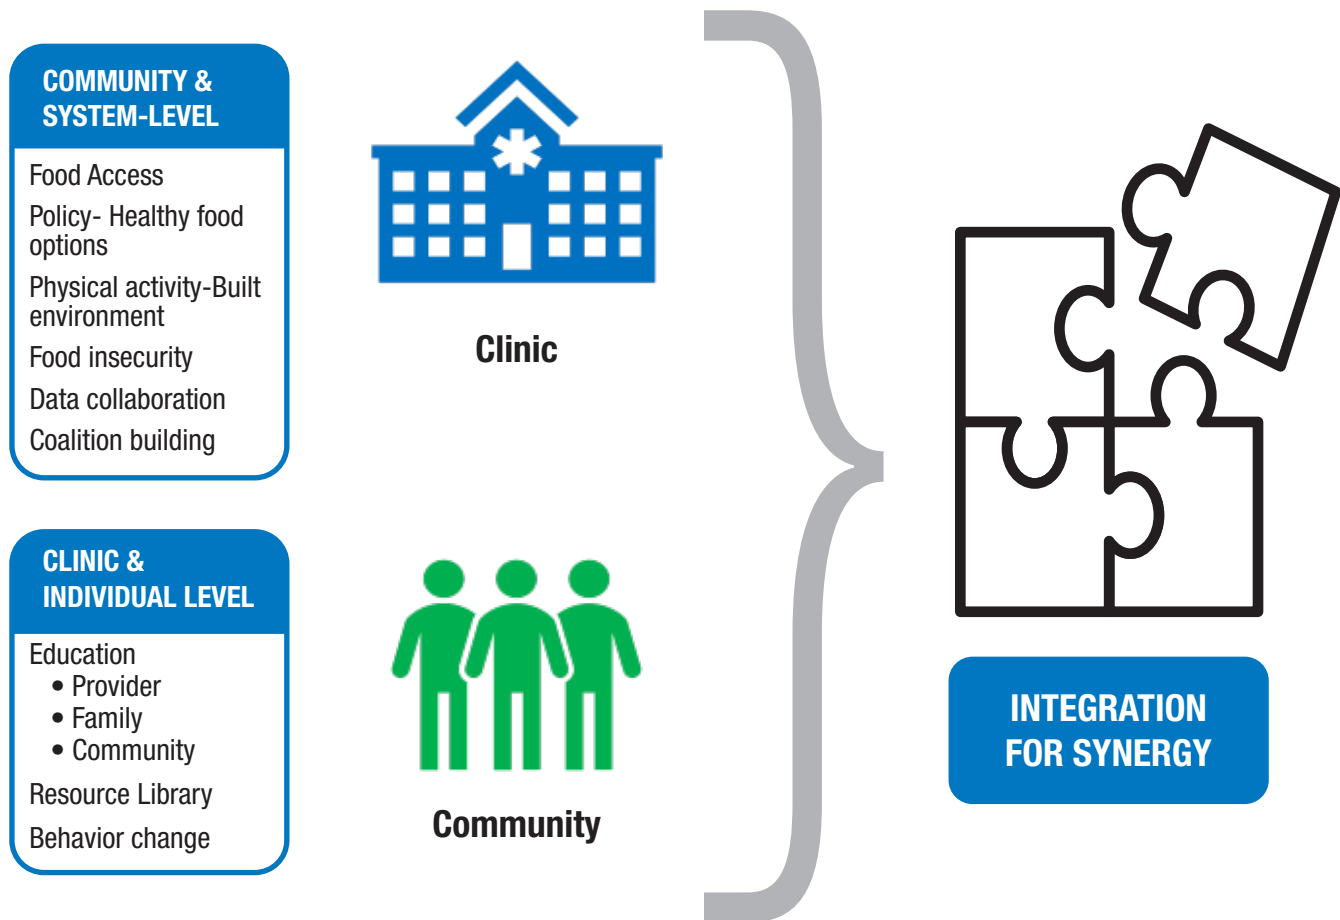 COMMUNITY &
SYSTEM-LEVEL
Food Access
Policy- Healthy food
options
Physical activity-Built
environment
Food insecurity
Data collaboration
Coalition building
Clinic
CLINIC &
INDIVIDUAL LEVEL
Education
• Provider
• Family
• Community
Resource Library
Behavior change
Community
INTEGRATION
FOR SYNERGY